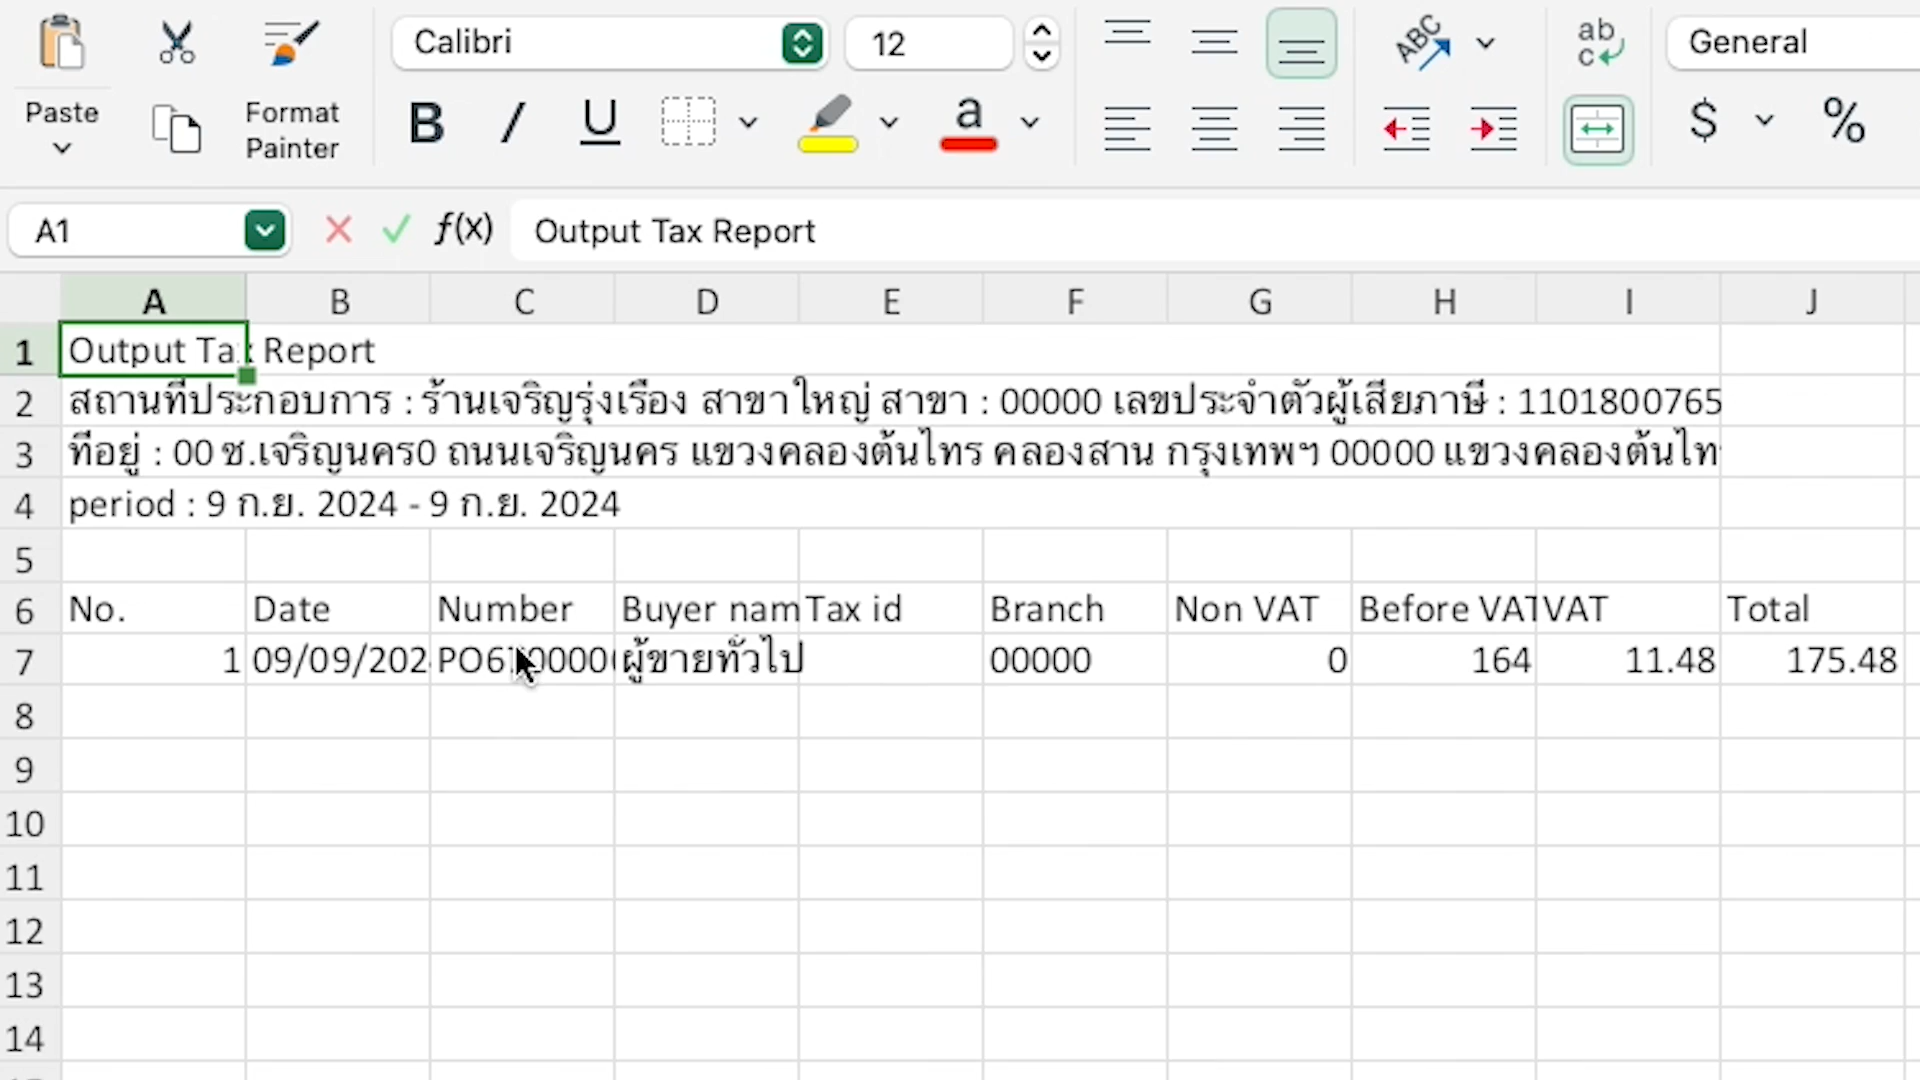 Calibri
12
ab
General
Paste
Format
Painter
B
I
U
a
ABC
c
$
%
A1
f(x)
Output Tax Report
A B C D E F G H I J
1 Output Tax Report
2 สถานที่ประกอบการ : ร้านเจริญรุ่งเรือง สาขาใหญ่ สาขา : 00000 เลขประจำตัวผู้เสียภาษี : 1101800765
3 ที่อยู่ : 00 ซ.เจริญนคร0 ถนนเจริญนคร แขวงคลองต้นไทร คลองสาน กรุงเทพฯ 00000 แขวงคลองต้นไท
4 period : 9 ก.ย. 2024 - 9 ก.ย. 2024
5
6 No. Date Number Buyer nam Tax id Branch Non VAT Before VAT VAT Total
7 1 09/09/202 ผู้ขายทั่วไป 00000 0 164 11.48 175.48
8
9
10
11
12
13
14